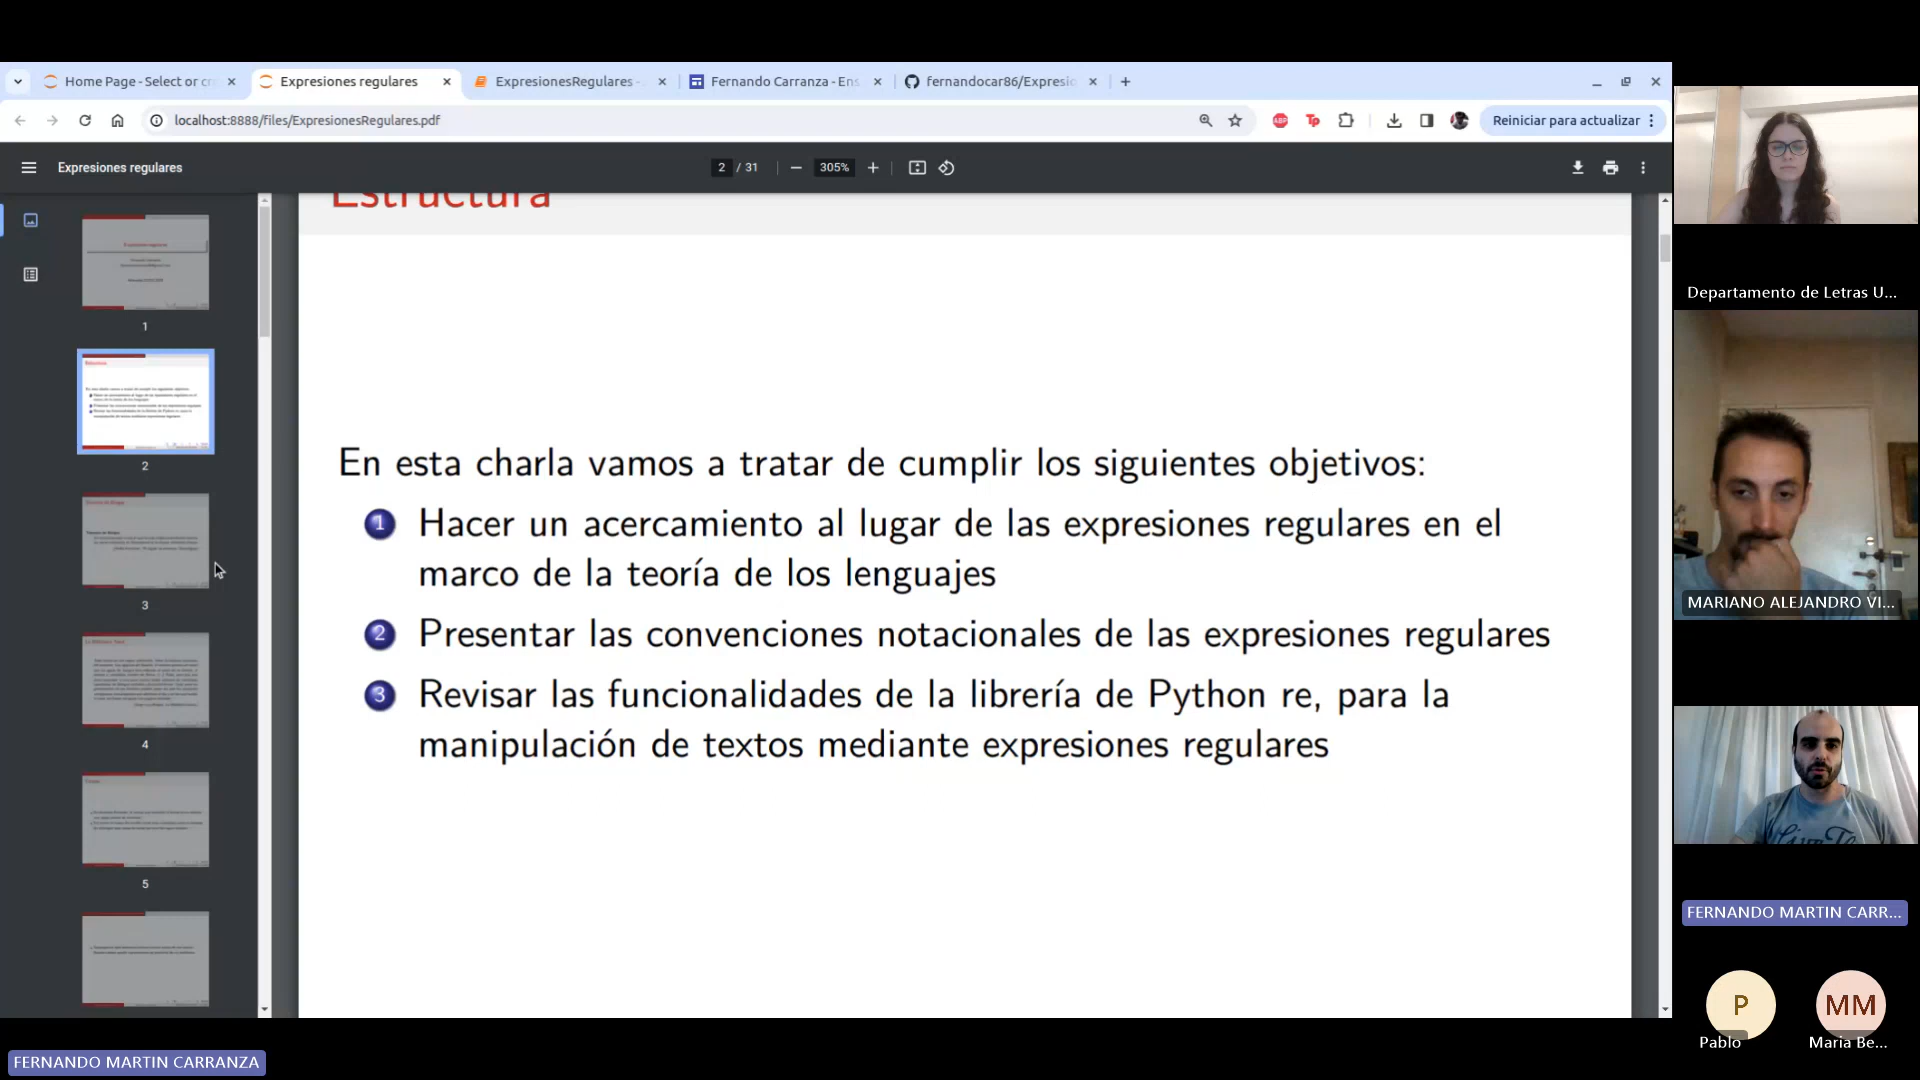 Home Page - Select or cre
Expresiones regulares
ExpresionesRegulares -
Fernando Carranza - Ens
fernandocar86/Expresio
localhost:8888/files/ExpresionesRegulares.pdf
ABP
Tp
Reiniciar para actualizar
Expresiones regulares
2 / 31
305%
Estructura
En esta charla vamos a tratar de cumplir los siguientes objetivos:
1 Hacer un acercamiento al lugar de las expresiones regulares en el
marco de la teoría de los lenguajes
2 Presentar las convenciones notacionales de las expresiones regulares
3 Revisar las funcionalidades de la librería de Python re, para la
manipulación de textos mediante expresiones regulares
1
2
3
4
5
Departamento de Letras U...
MARIANO ALEJANDRO VI...
FERNANDO MARTIN CARR...
P
Pablo
MM
Maria Be...
FERNANDO MARTIN CARRANZA